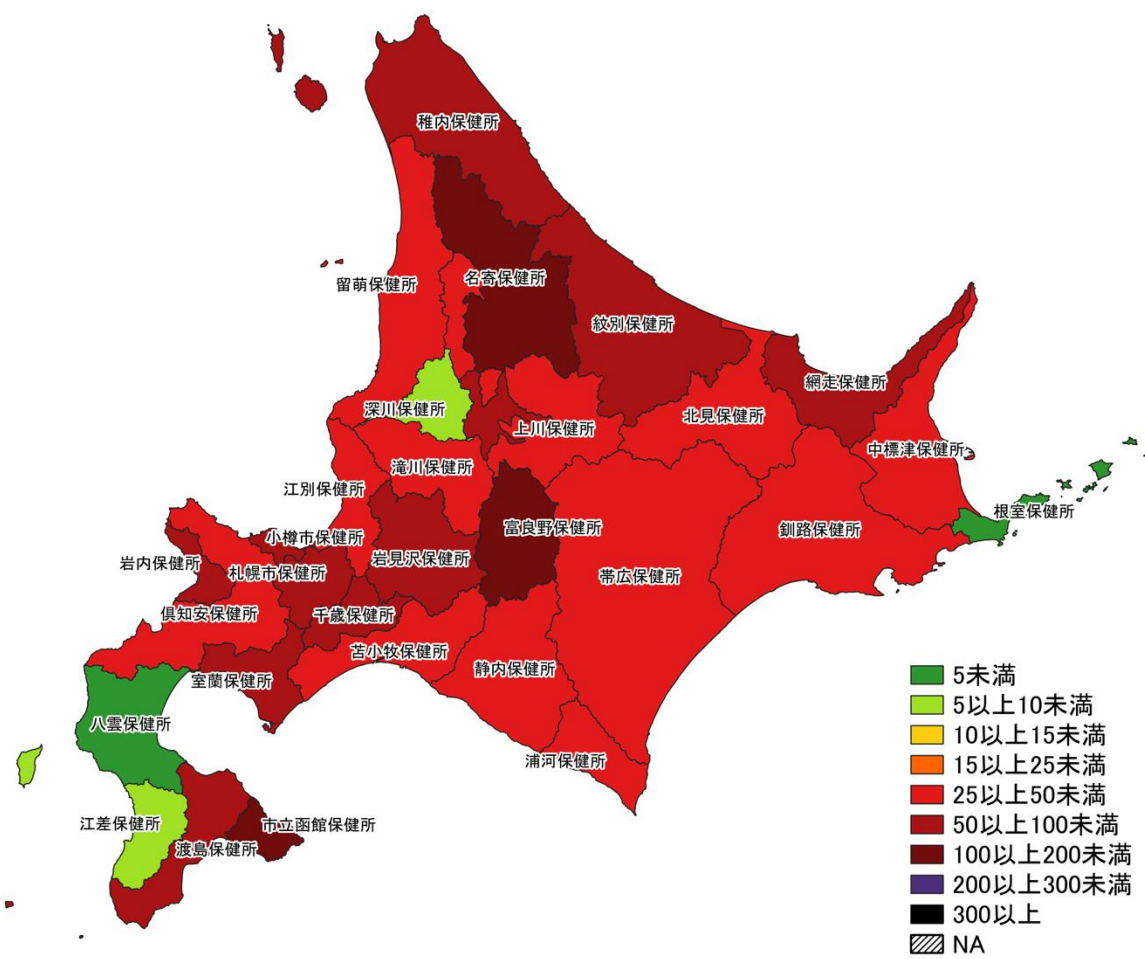 稚内保健所
名寄保健所
留萌保健所
紋別保健所
網走保健所
深川保健所
北見保健所
上川保健所
中標津保健所
滝川保健所
江別保健所
根室保健所
富良野保健所
釧路保健所
小樽市保健所
岩見沢保健所
岩内保健所
札幌市保健所
帯広保健所
倶知安保健所
千歳保健所
苫小牧保健所
静内保健所
室蘭保健所
八雲保健所
浦河保健所
江差保健所
市立函館保健所
渡島保健所
5未満
5以上10未満
10以上15未満
15以上25未満
25以上50未満
50以上100未満
100以上200未満
200以上300未満
300以上
NA